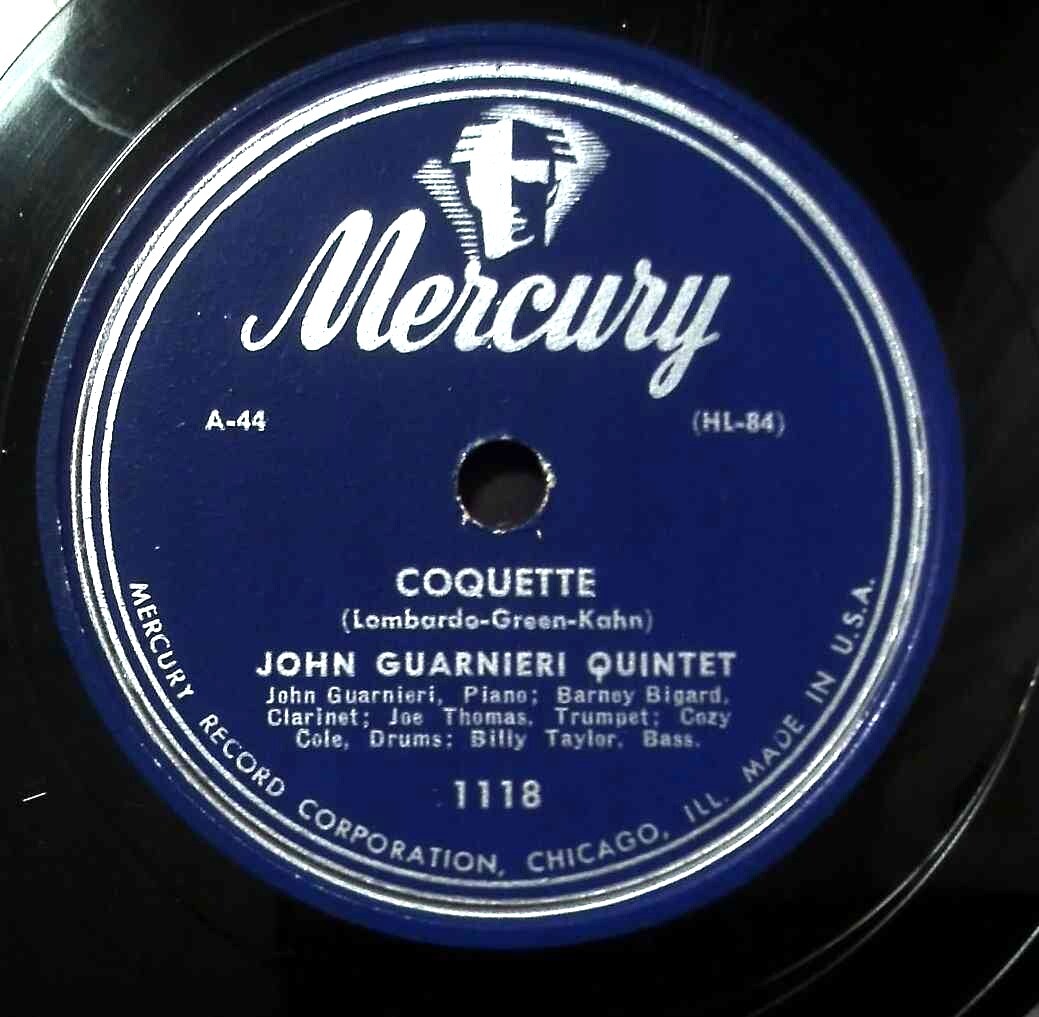 Mercury
A-44
(HL-84)
COQUETTE
(Lombardo-Green-Kahn)
JOHN GUARNIERI QUINTET
John Guarnieri, Piano; Barney Bigard,
Clarinet; Joe Thomas, Trumpet; Cozy
Cole, Drums; Billy Taylor, Bass.
1118
MERCURY RECORD CORPORATION, CHICAGO, ILL. MADE IN U.S.A.